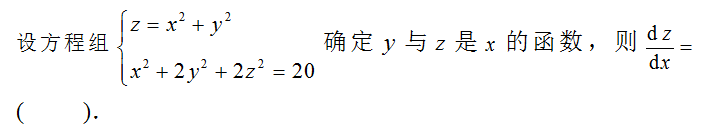 设方程组 { z = x² + y²
x² + 2y² + 2z² = 20 确定 y 与 z 是 x 的函数，则 dz/dx =
(　　).